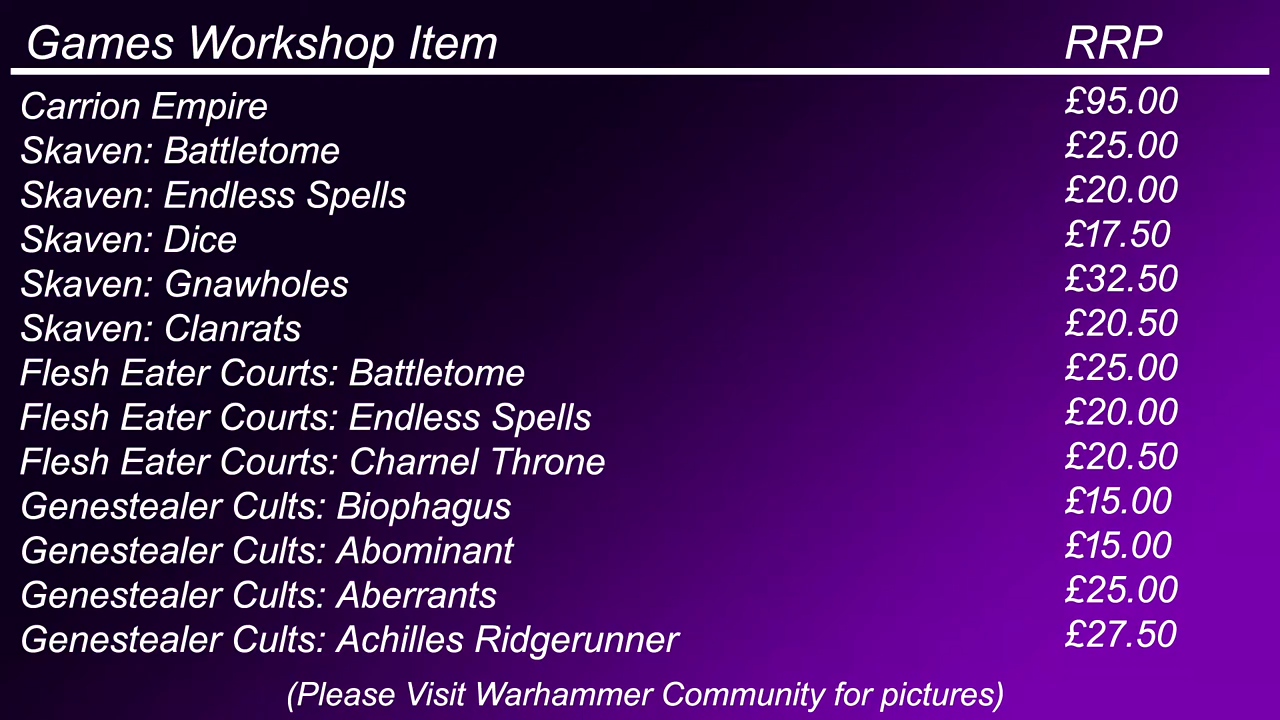 Games Workshop Item RRP
Carrion Empire £95.00
Skaven: Battletome £25.00
Skaven: Endless Spells £20.00
Skaven: Dice £17.50
Skaven: Gnawholes £32.50
Skaven: Clanrats £20.50
Flesh Eater Courts: Battletome £25.00
Flesh Eater Courts: Endless Spells £20.00
Flesh Eater Courts: Charnel Throne £20.50
Genestealer Cults: Biophagus £15.00
Genestealer Cults: Abominant £15.00
Genestealer Cults: Aberrants £25.00
Genestealer Cults: Achilles Ridgerunner £27.50
(Please Visit Warhammer Community for pictures)